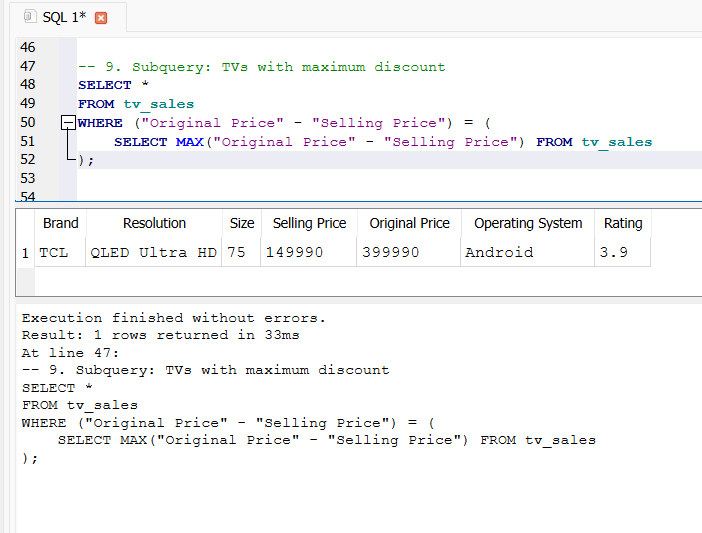 SQL 1*
46
47 -- 9. Subquery: TVs with maximum discount
48 SELECT *
49 FROM tv_sales
50 WHERE ("Original Price" - "Selling Price") = (
51 SELECT MAX("Original Price" - "Selling Price") FROM tv_sales
52 );
53
54
Brand Resolution Size Selling Price Original Price Operating System Rating
1 TCL QLED Ultra HD 75 149990 399990 Android 3.9
Execution finished without errors.
Result: 1 rows returned in 33ms
At line 47:
-- 9. Subquery: TVs with maximum discount
SELECT *
FROM tv_sales
WHERE ("Original Price" - "Selling Price") = (
SELECT MAX("Original Price" - "Selling Price") FROM tv_sales
);